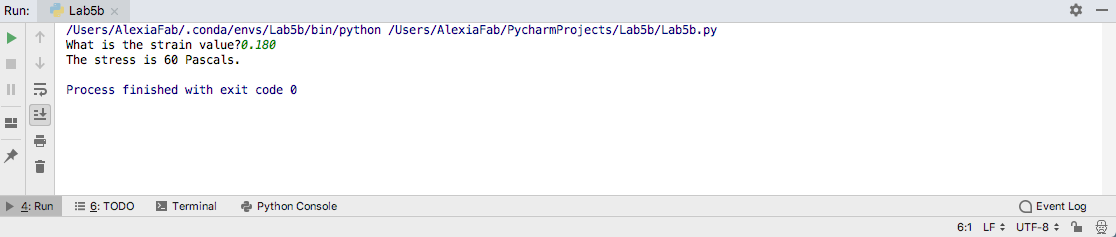 Run: Lab5b
/Users/AlexiaFab/.conda/envs/Lab5b/bin/python /Users/AlexiaFab/PycharmProjects/Lab5b/Lab5b.py
What is the strain value?0.180
The stress is 60 Pascals.
Process finished with exit code 0
4: Run 6: TODO Terminal Python Console Event Log
6:1 LF UTF-8